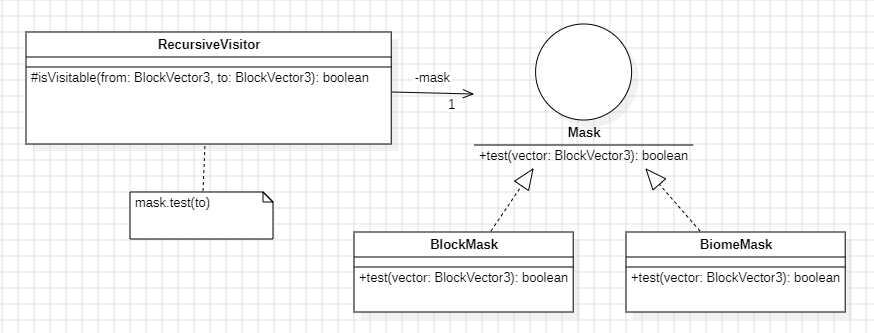 RecursiveVisitor
#isVisitable(from: BlockVector3, to: BlockVector3): boolean
-mask
1
Mask
+test(vector: BlockVector3): boolean
mask.test(to)
BlockMask
+test(vector: BlockVector3): boolean
BiomeMask
+test(vector: BlockVector3): boolean